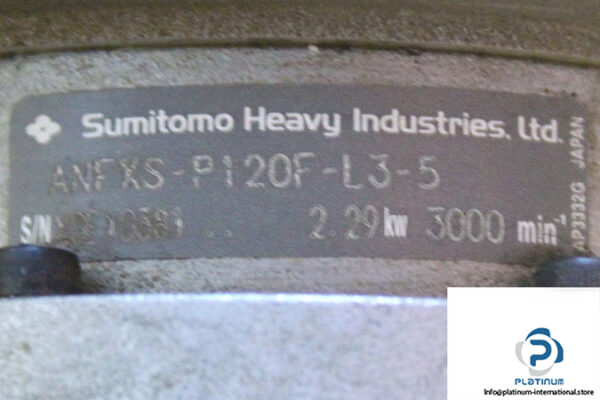 Sumitomo Heavy Industries, Ltd.
ANFXS-P120F-L3-5
S/N 2.29 kw 3000 min⁻¹
AP3332G JAPAN
P
PLATINUM
info@platinum-international.store